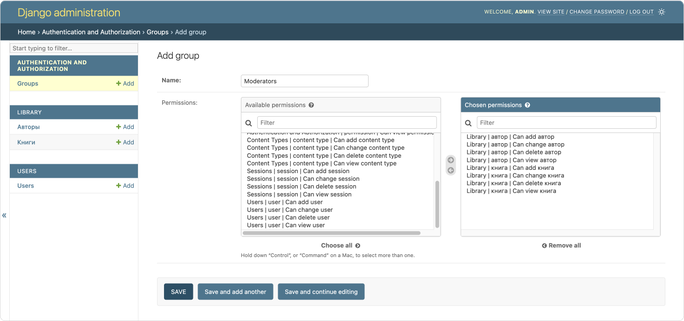 Django administration
WELCOME, ADMIN. VIEW SITE / CHANGE PASSWORD / LOG OUT
Home › Authentication and Authorization › Groups › Add group
Start typing to filter...
AUTHENTICATION AND
AUTHORIZATION
Groups + Add
LIBRARY
Авторы + Add
Книги + Add
USERS
Users + Add
«
Add group
Name: Moderators
Permissions:
Available permissions ?
Filter
Authentication and Authorization | permission | Can view permission
Content Types | content type | Can add content type
Content Types | content type | Can change content type
Content Types | content type | Can delete content type
Content Types | content type | Can view content type
Sessions | session | Can add session
Sessions | session | Can change session
Sessions | session | Can delete session
Sessions | session | Can view session
Users | user | Can add user
Users | user | Can change user
Users | user | Can delete user
Users | user | Can view user
Choose all
Chosen permissions ?
Filter
Library | автор | Can add автор
Library | автор | Can change автор
Library | автор | Can delete автор
Library | автор | Can view автор
Library | книга | Can add книга
Library | книга | Can change книга
Library | книга | Can delete книга
Library | книга | Can view книга
Remove all
Hold down “Control”, or “Command” on a Mac, to select more than one.
SAVE
Save and add another
Save and continue editing